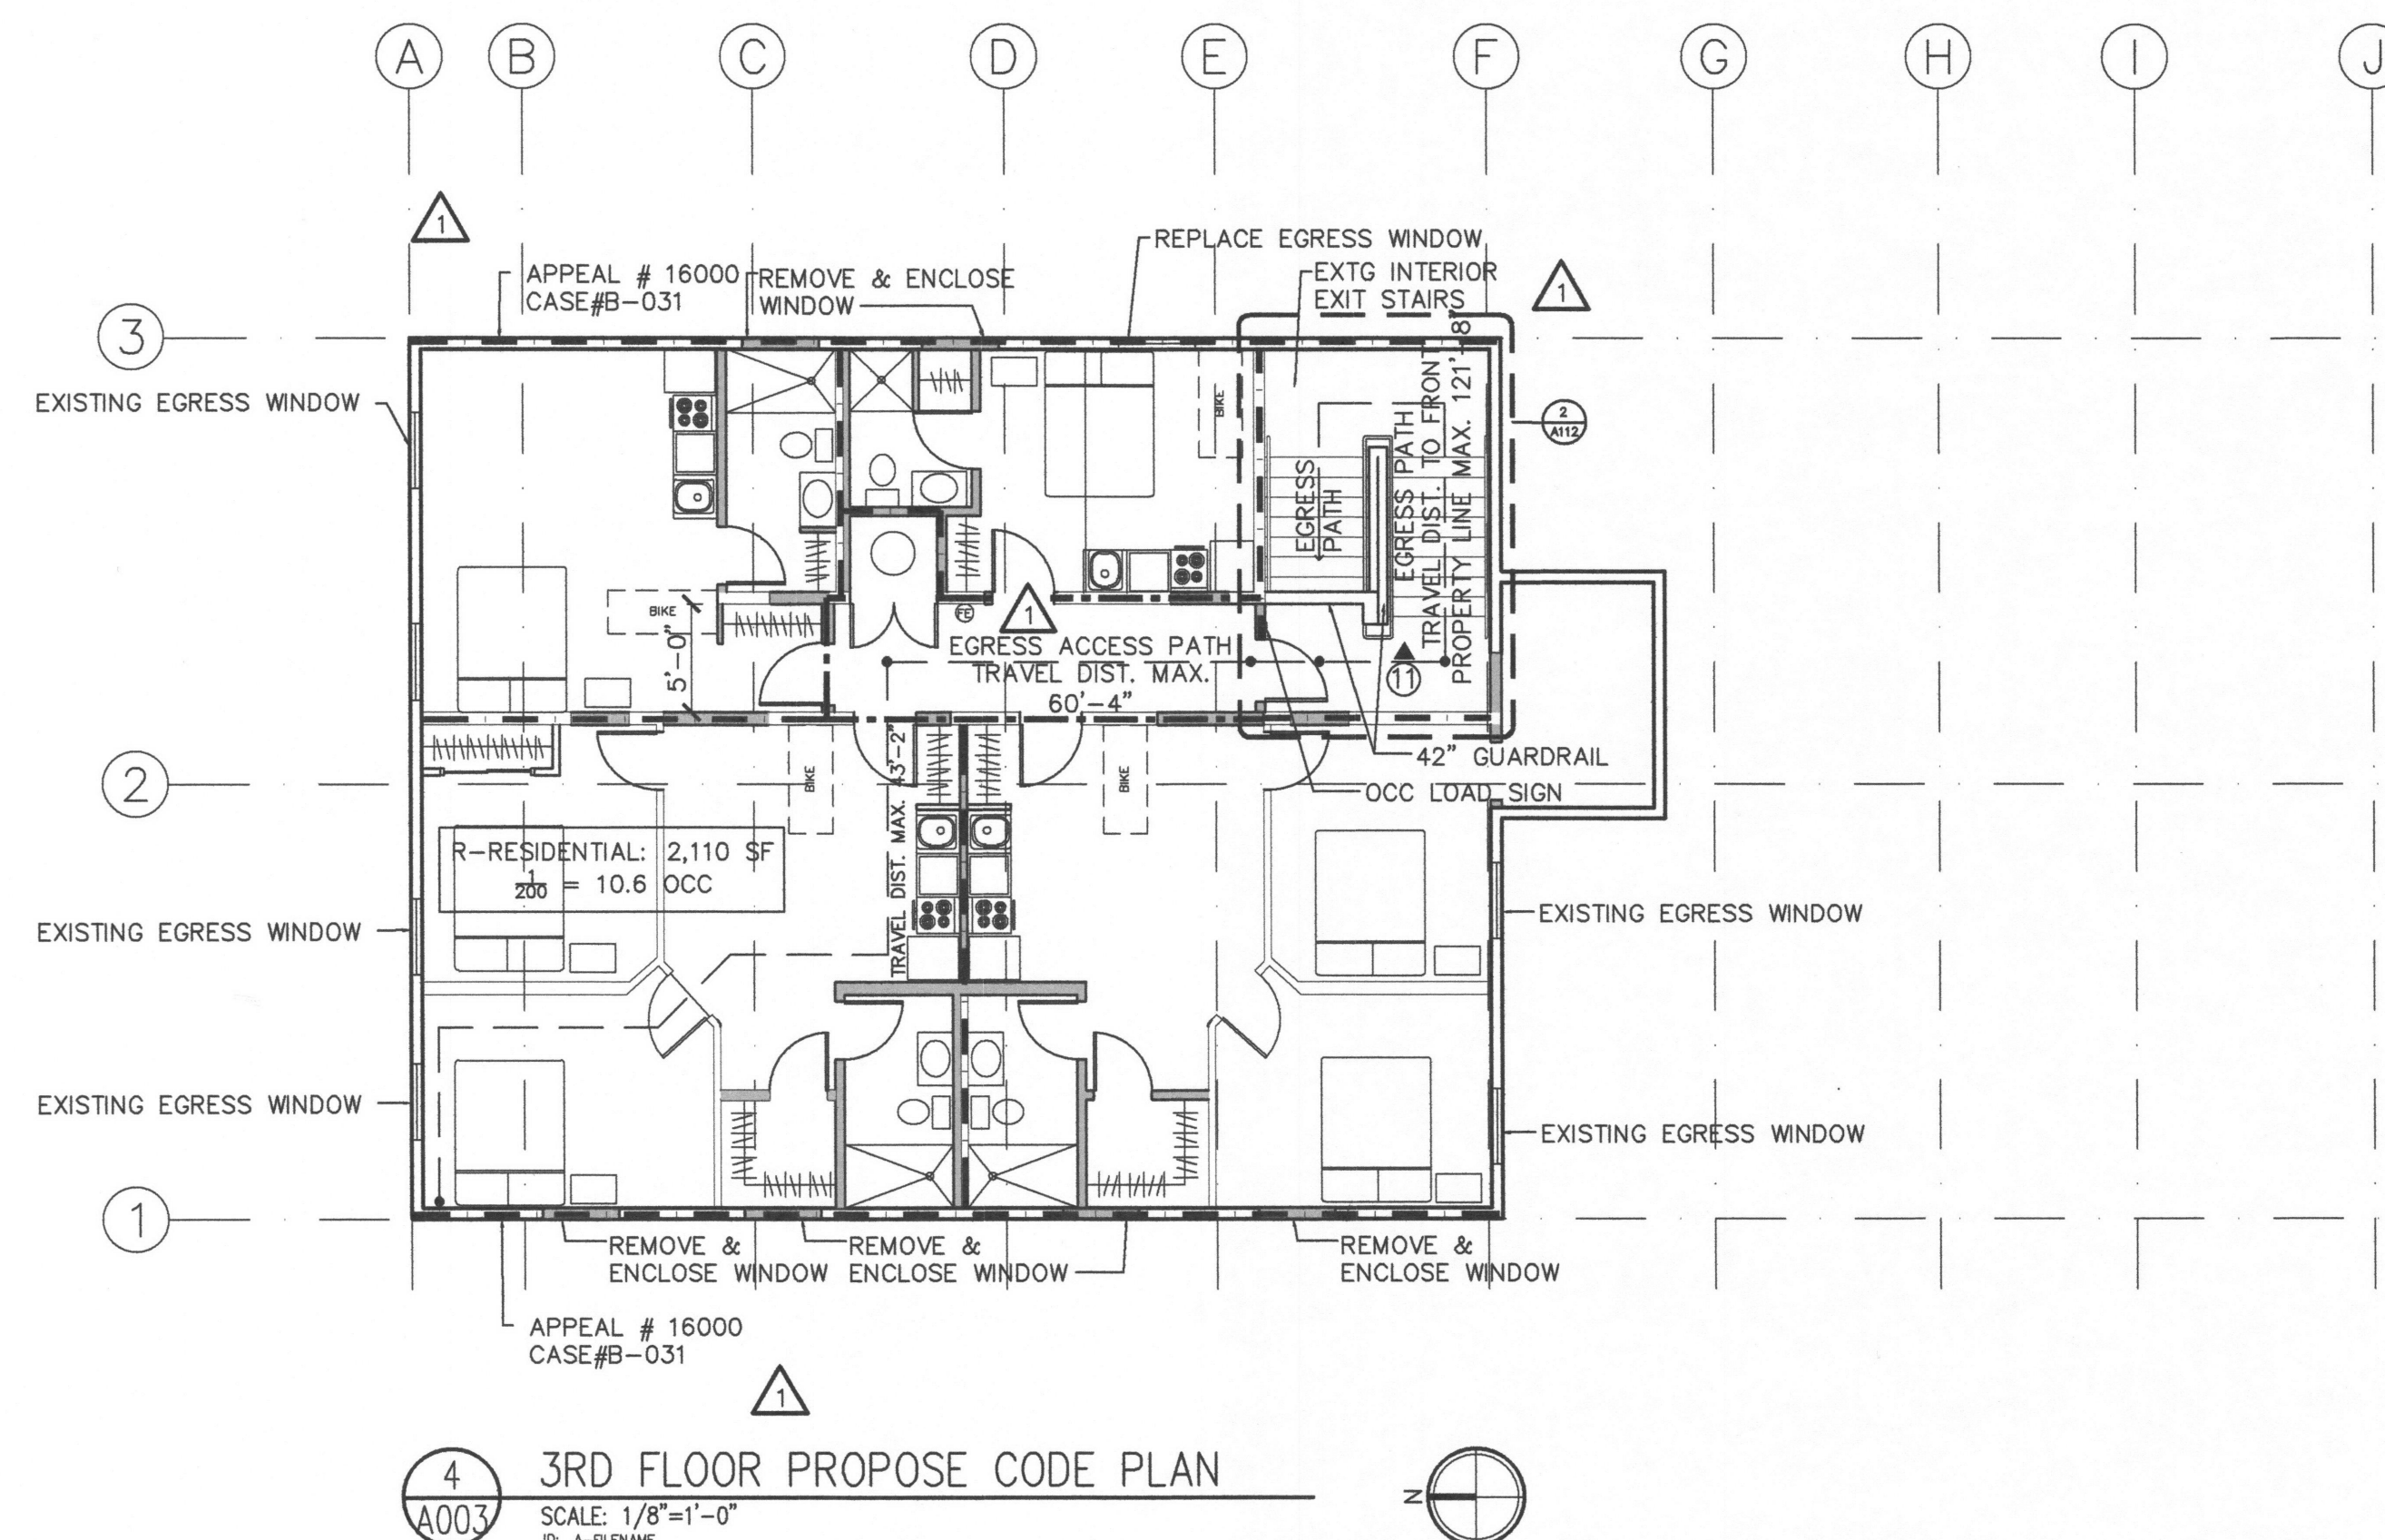 A B C D E F G H I J
1
REPLACE EGRESS WINDOW
APPEAL # 16000
CASE#B-031
REMOVE & ENCLOSE
WINDOW
EXTG INTERIOR
EXIT STAIRS
1
3
EXISTING EGRESS WINDOW
2
A112
BIKE
EGRESS
PATH
EGRESS PATH
TRAVEL DIST. TO FRONT
PROPERTY LINE MAX. 121'-8"
BIKE
5'-0"
FE
1
EGRESS ACCESS PATH
TRAVEL DIST. MAX.
60'-4"
11
42" GUARDRAIL
OCC LOAD SIGN
2
BIKE
TRAVEL DIST. MAX. 43'-2"
BIKE
R-RESIDENTIAL: 2,110 SF
1/200 = 10.6 OCC
EXISTING EGRESS WINDOW
EXISTING EGRESS WINDOW
EXISTING EGRESS WINDOW
EXISTING EGRESS WINDOW
1
REMOVE &
ENCLOSE WINDOW
REMOVE &
ENCLOSE WINDOW
REMOVE &
ENCLOSE WINDOW
APPEAL # 16000
CASE#B-031
1
4
A003
3RD FLOOR PROPOSE CODE PLAN
SCALE: 1/8"=1'-0"
N